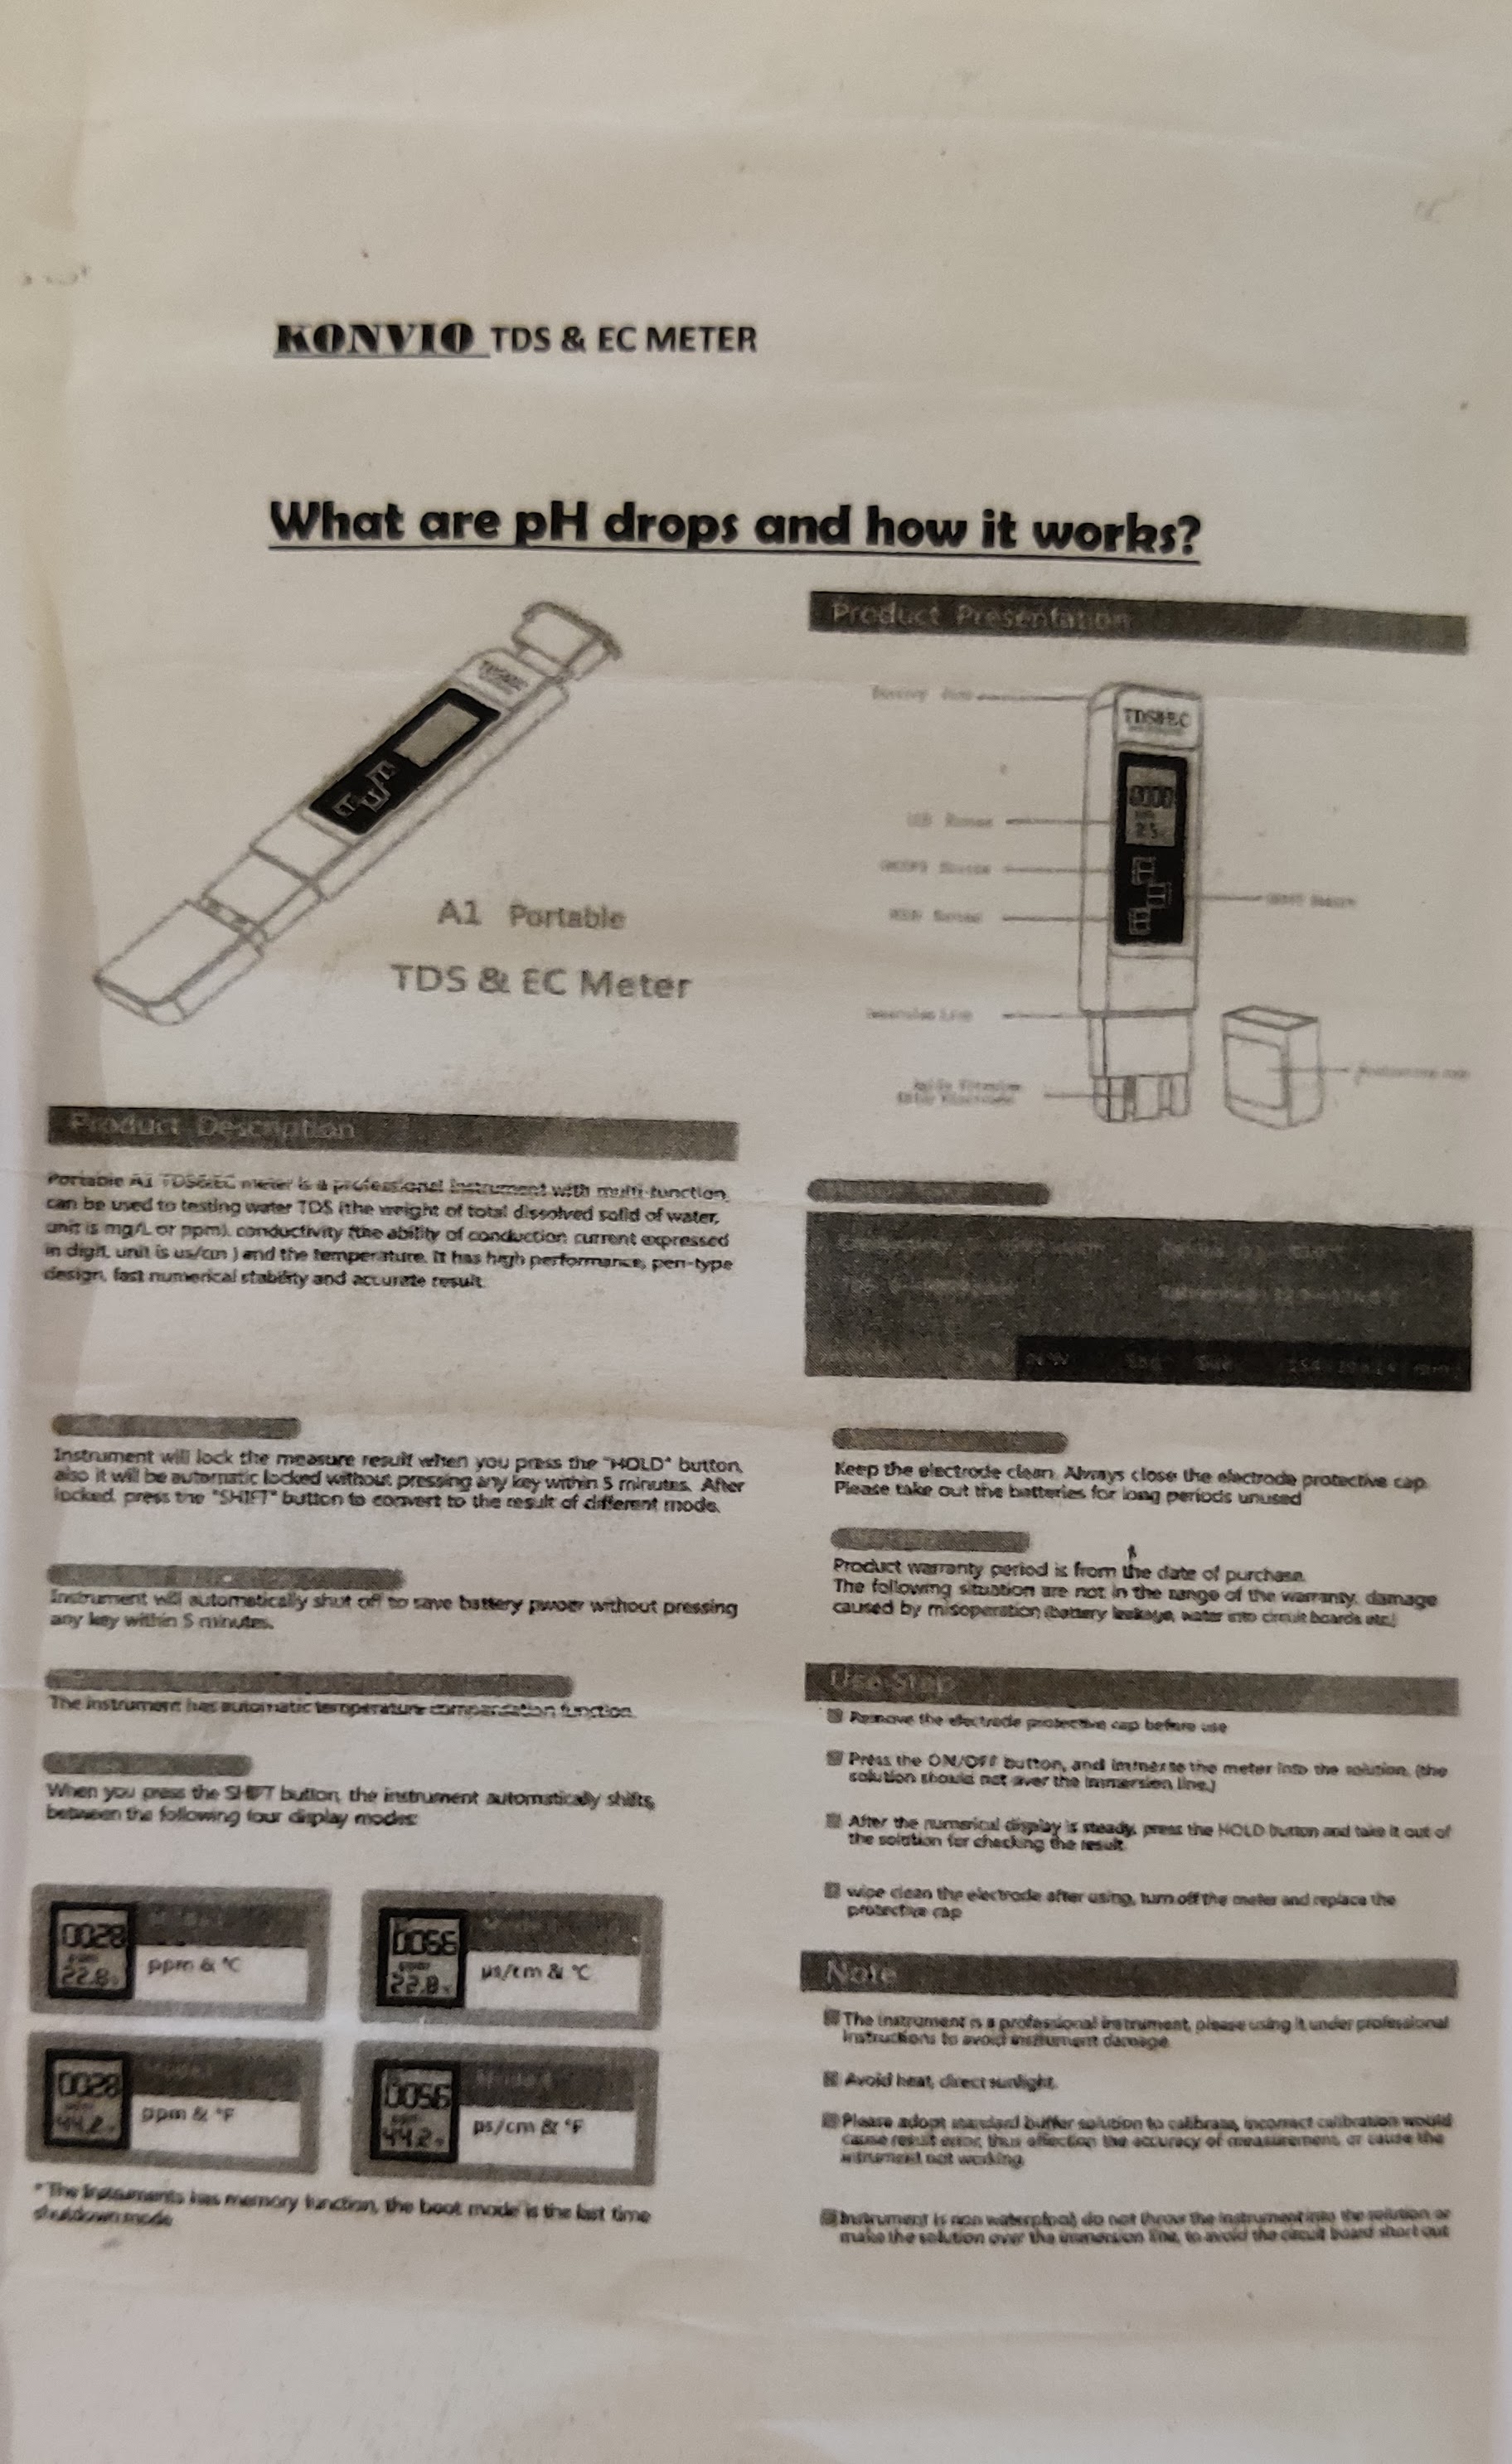 KONVIO TDS & EC METER
What are pH drops and how it works?
A1 Portable
TDS & EC Meter
Product Description
Portable A1 TDS&EC meter is a professional instrument with multi-function,
can be used to testing water TDS (the weight of total dissolved solid of water,
unit is mg/L or ppm), conductivity (the ability of conduction current expressed
in digit, unit is us/cm ) and the temperature. It has high performance, pen-type
design, fast numerical stability and accurate result.
Instrument will lock the measure result when you press the "HOLD" button,
also it will be automatic locked without pressing any key within 5 minutes. After
locked, press the "SHIFT" button to convert to the result of different mode.
Instrument will automatically shut off to save battery pwoer without pressing
any key within 5 minutes.
The instrument has automatic temperature compensation function.
When you press the SHIFT button, the instrument automatically shifts,
between the following four display modes:
0028
22.8
ppm & °C
0056
22.8
µs/cm & °C
0028
44.2
ppm & °F
0056
44.2
µs/cm & °F
* The Instruments has memory function, the boot mode is the last time
shutdown mode
Product Presentation
TDS&EC
Immersion Line
Keep the electrode clean. Always close the electrode protective cap.
Please take out the batteries for long periods unused
Product warranty period is from the date of purchase.
The following situation are not in the range of the warranty, damage
caused by misoperation (battery leakage, water into circuit boards etc.)
Use Step
Remove the electrode protective cap before use
Press the ON/OFF button, and immerse the meter into the solution, (the
solution should not over the immersion line.)
After the numerical display is steady, press the HOLD button and take it out of
the solution for checking the result.
wipe clean the electrode after using, turn off the meter and replace the
protective cap
Note
The instrument is a professional instrument, please using it under professional
instructions to avoid instrument damage
Avoid heat, direct sunlight.
Please adopt standard buffer solution to calibrate, incorrect calibration would
cause result error, thus affection the accuracy of measurement, or cause the
instrument not working.
Instrument is non waterproof, do not throw the instrument into the solution or
make the solution over the immersion line, to avoid the circuit board short out